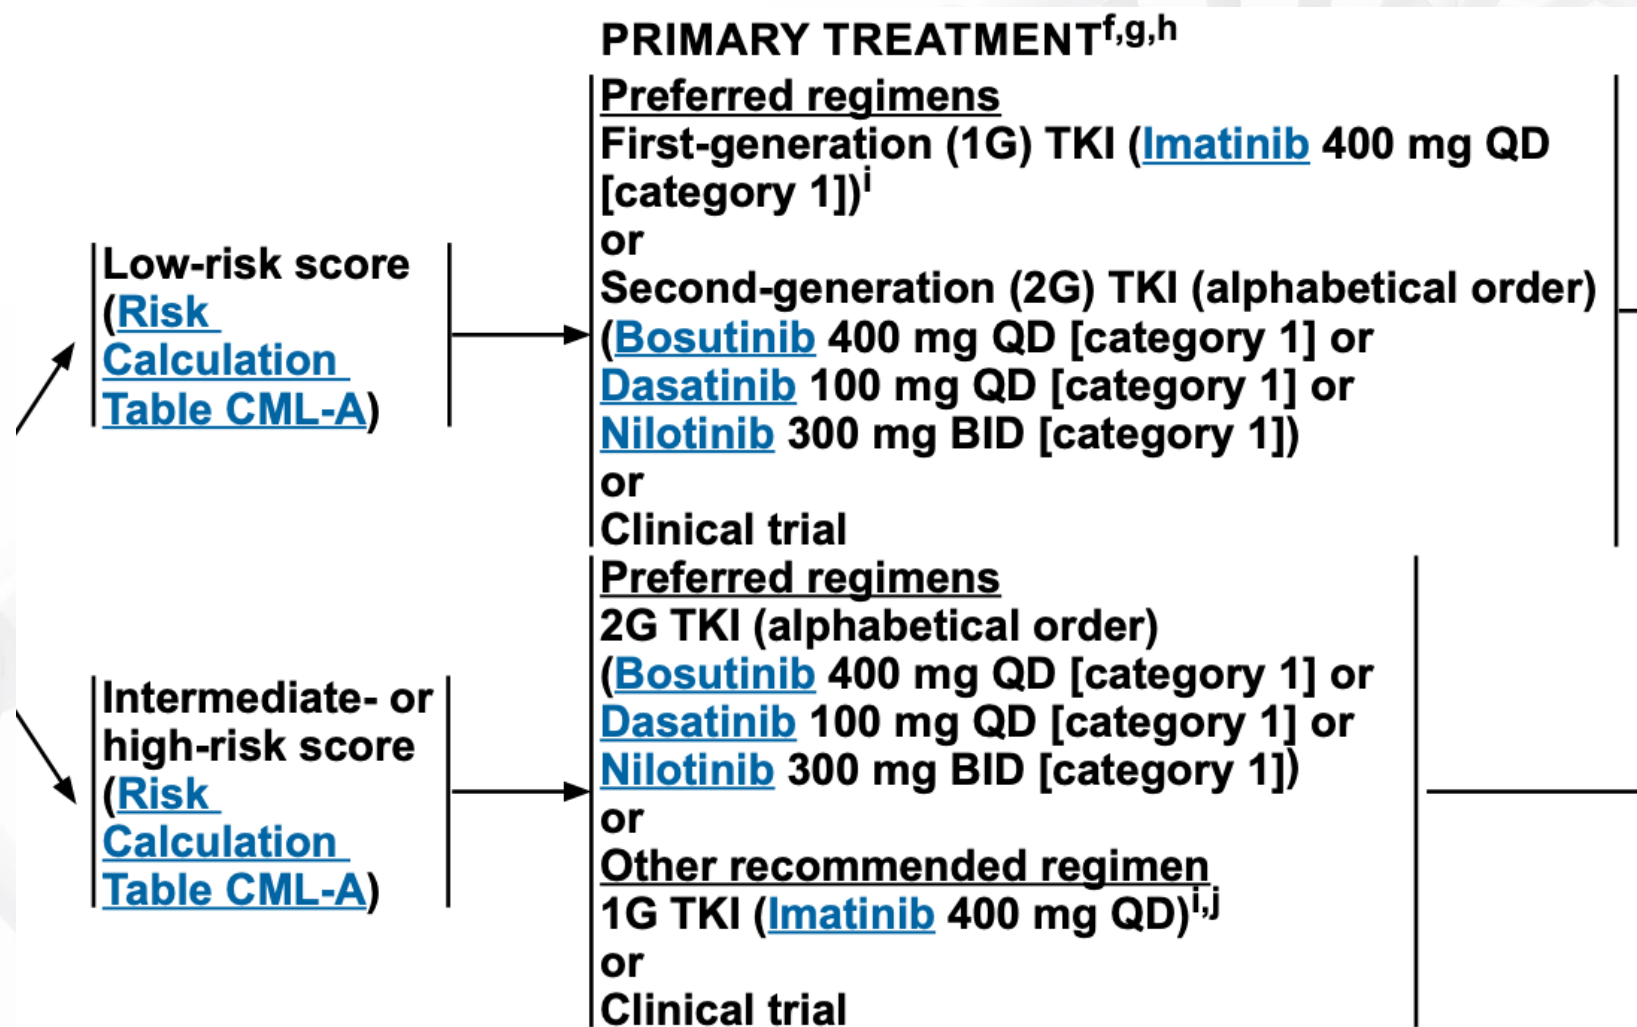 PRIMARY TREATMENTf,g,h
Low-risk score
(Risk
Calculation
Table CML-A)
Preferred regimens
First-generation (1G) TKI (Imatinib 400 mg QD
[category 1])i
or
Second-generation (2G) TKI (alphabetical order)
(Bosutinib 400 mg QD [category 1] or
Dasatinib 100 mg QD [category 1] or
Nilotinib 300 mg BID [category 1])
or
Clinical trial
Intermediate- or
high-risk score
(Risk
Calculation
Table CML-A)
Preferred regimens
2G TKI (alphabetical order)
(Bosutinib 400 mg QD [category 1] or
Dasatinib 100 mg QD [category 1] or
Nilotinib 300 mg BID [category 1])
or
Other recommended regimen
1G TKI (Imatinib 400 mg QD)i,j
or
Clinical trial